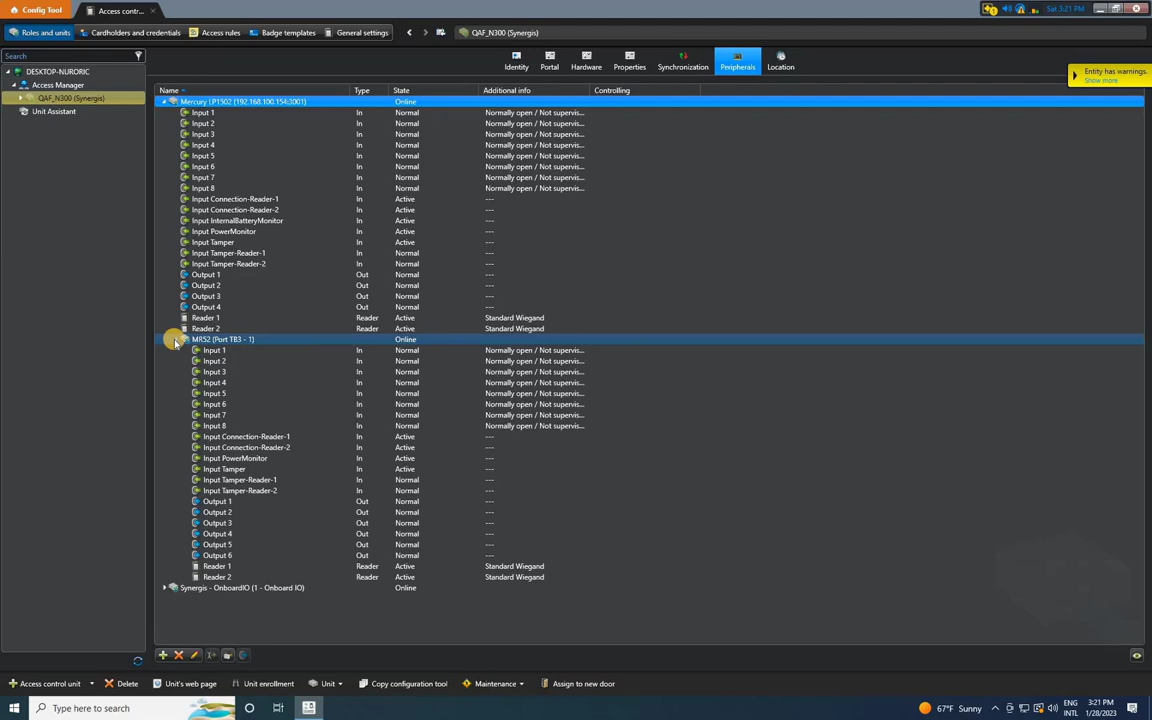 Config Tool
Access contr...
Sat 3:21 PM
Roles and units
Cardholders and credentials
Access rules
Badge templates
General settings
QAF_N300 (Synergis)
Search
DESKTOP-NURORIC
Access Manager
QAF_N300 (Synergis)
Unit Assistant
Identity
Portal
Hardware
Properties
Synchronization
Peripherals
Location
Entity has warnings.
Show more
Name Type State Additional info Controlling
Mercury LP1502 (192.168.100.154:3001) Online
Input 1 In Normal Normally open / Not supervis...
Input 2 In Normal Normally open / Not supervis...
Input 3 In Normal Normally open / Not supervis...
Input 4 In Normal Normally open / Not supervis...
Input 5 In Normal Normally open / Not supervis...
Input 6 In Normal Normally open / Not supervis...
Input 7 In Normal Normally open / Not supervis...
Input 8 In Normal Normally open / Not supervis...
Input Connection-Reader-1 In Active ---
Input Connection-Reader-2 In Active ---
Input InternalBatteryMonitor In Active ---
Input PowerMonitor In Active ---
Input Tamper In Active ---
Input Tamper-Reader-1 In Normal ---
Input Tamper-Reader-2 In Normal ---
Output 1 Out Normal ---
Output 2 Out Normal ---
Output 3 Out Normal ---
Output 4 Out Normal ---
Reader 1 Reader Active Standard Wiegand
Reader 2 Reader Active Standard Wiegand
MR52 (Port TB3 - 1) Online
Input 1 In Normal Normally open / Not supervis...
Input 2 In Normal Normally open / Not supervis...
Input 3 In Normal Normally open / Not supervis...
Input 4 In Normal Normally open / Not supervis...
Input 5 In Normal Normally open / Not supervis...
Input 6 In Normal Normally open / Not supervis...
Input 7 In Normal Normally open / Not supervis...
Input 8 In Normal Normally open / Not supervis...
Input Connection-Reader-1 In Active ---
Input Connection-Reader-2 In Active ---
Input PowerMonitor In Active ---
Input Tamper In Active ---
Input Tamper-Reader-1 In Normal ---
Input Tamper-Reader-2 In Normal ---
Output 1 Out Normal ---
Output 2 Out Normal ---
Output 3 Out Normal ---
Output 4 Out Normal ---
Output 5 Out Normal ---
Output 6 Out Normal ---
Reader 1 Reader Active Standard Wiegand
Reader 2 Reader Active Standard Wiegand
Synergis - OnboardIO (1 - Onboard IO) Online
Access control unit
Delete
Unit's web page
Unit enrollment
Unit
Copy configuration tool
Maintenance
Assign to new door
Type here to search
67°F Sunny
ENG
INTL
3:21 PM
1/28/2023